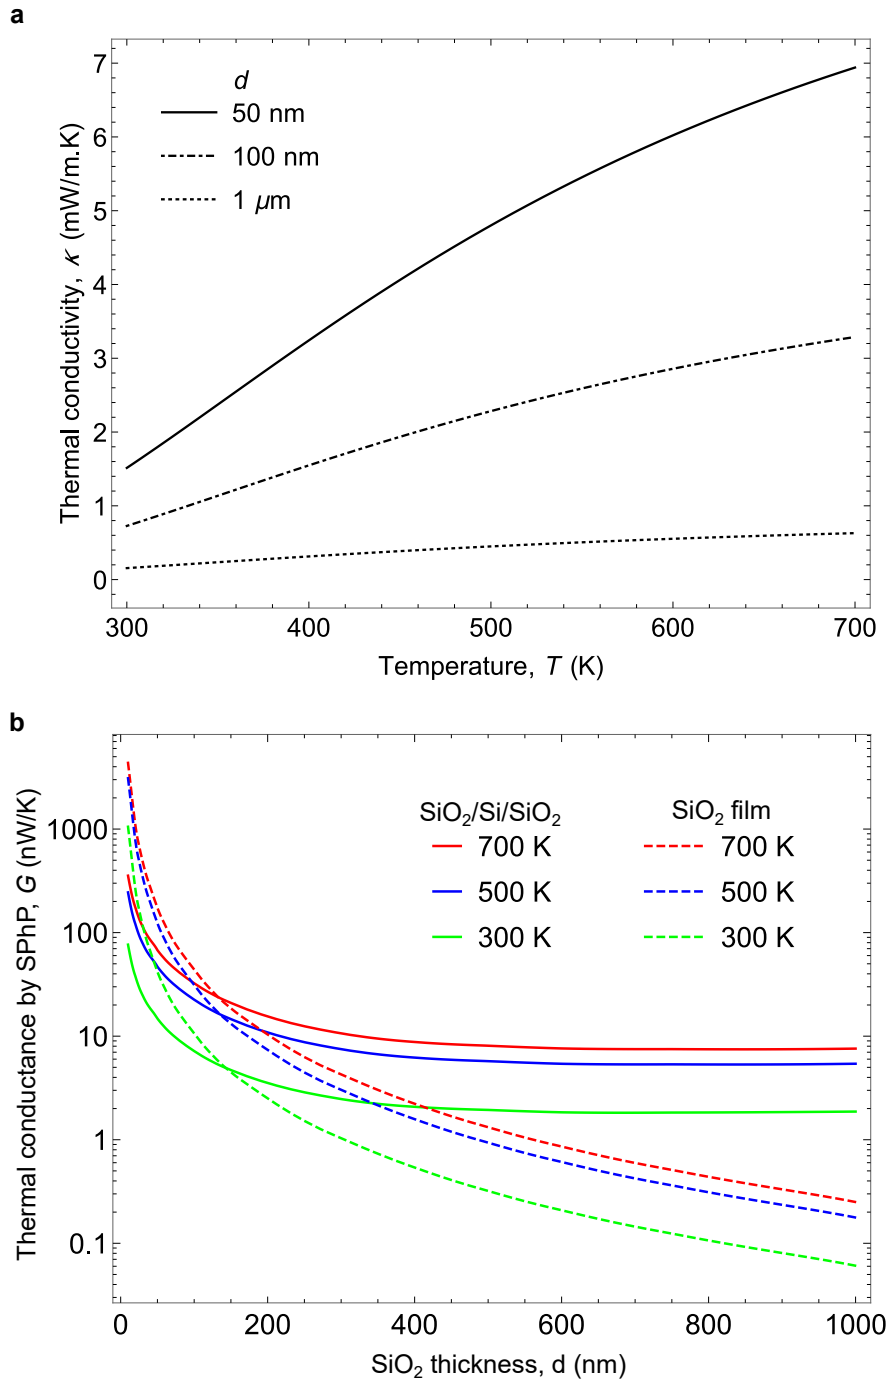 a
7
6
5
4
3
2
1
0
Thermal conductivity, κ (mW/m.K)
d
50 nm
100 nm
1 μm
300 400 500 600 700
Temperature, T (K)
b
1000
100
10
1
0.1
Thermal conductance by SPhP, G (nW/K)
SiO₂/Si/SiO₂ SiO₂ film
700 K 700 K
500 K 500 K
300 K 300 K
0 200 400 600 800 1000
SiO₂ thickness, d (nm)